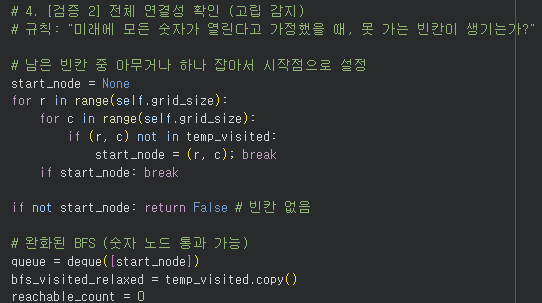 # 4. [검증 2] 전체 연결성 확인 (고립 감지)
# 규칙: "미래에 모든 숫자가 열린다고 가정했을 때, 못 가는 빈칸이 생기는가?"
# 남은 빈칸 중 아무거나 하나 잡아서 시작점으로 설정
start_node = None
for r in range(self.grid_size):
    for c in range(self.grid_size):
        if (r, c) not in temp_visited:
            start_node = (r, c); break
    if start_node: break
if not start_node: return False # 빈칸 없음
# 완화된 BFS (숫자 노드 통과 가능)
queue = deque([start_node])
bfs_visited_relaxed = temp_visited.copy()
reachable_count = 0